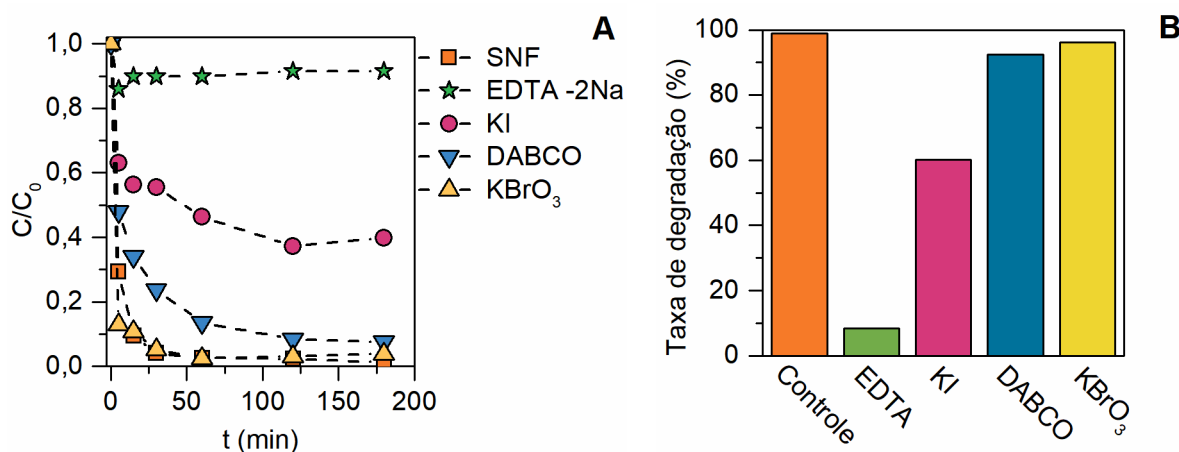 A
1,0
0,8
0,6
0,4
0,2
0,0
C/C₀
0
50
100
150
200
t (min)
SNF
EDTA -2Na
KI
DABCO
KBrO₃
B
100
80
60
40
20
0
Taxa de degradação (%)
Controle
EDTA
KI
DABCO
KBrO₃